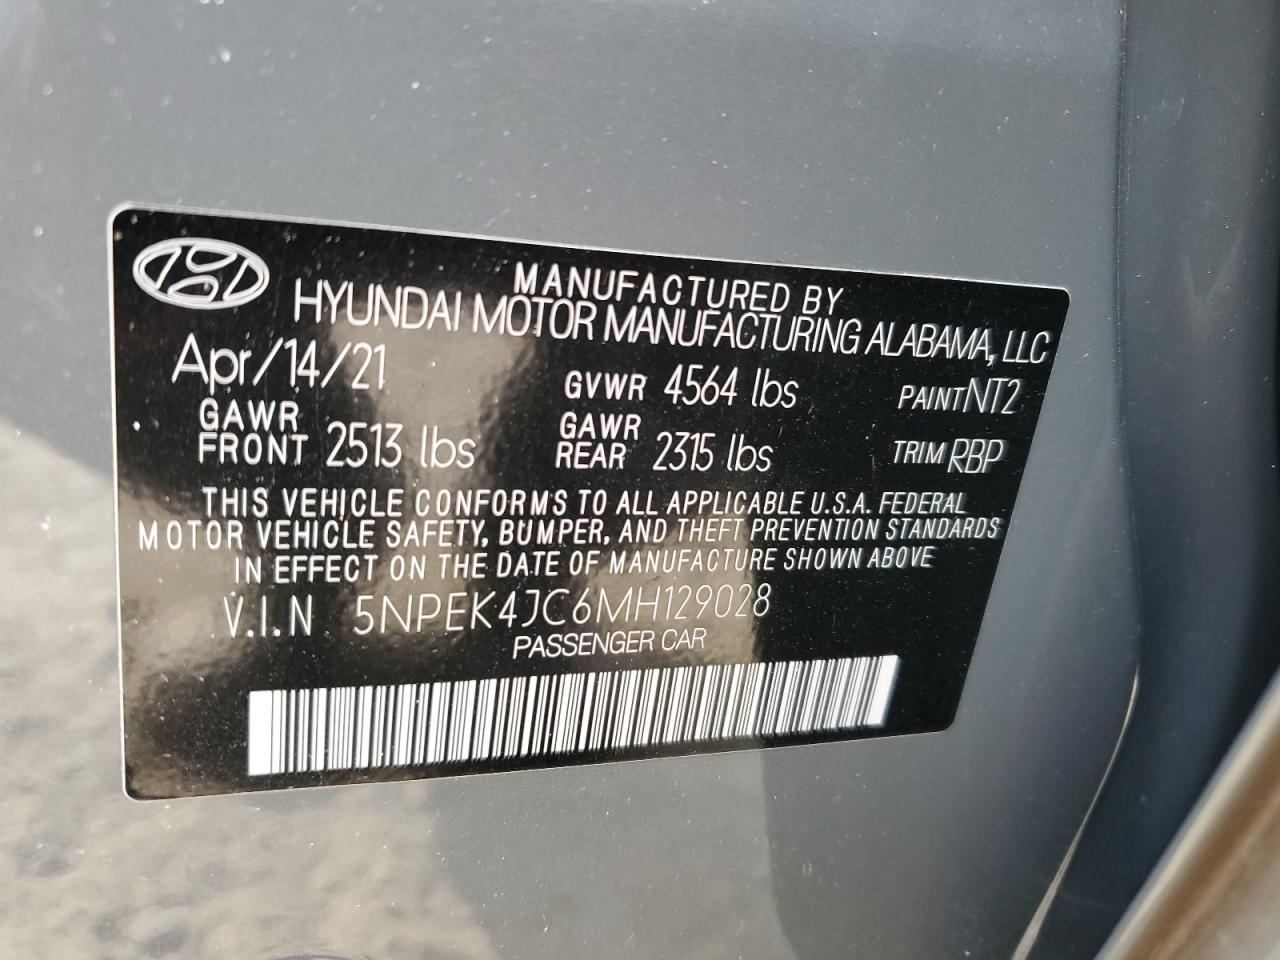 MANUFACTURED BY
HYUNDAI MOTOR MANUFACTURING ALABAMA, LLC
Apr/14/21 GVWR 4564 lbs PAINT NT2
GAWR FRONT 2513 lbs GAWR REAR 2315 lbs TRIM RBP
THIS VEHICLE CONFORMS TO ALL APPLICABLE U.S.A. FEDERAL
MOTOR VEHICLE SAFETY, BUMPER, AND THEFT PREVENTION STANDARDS
IN EFFECT ON THE DATE OF MANUFACTURE SHOWN ABOVE
V.I.N 5NPEK4JC6MH129028
PASSENGER CAR